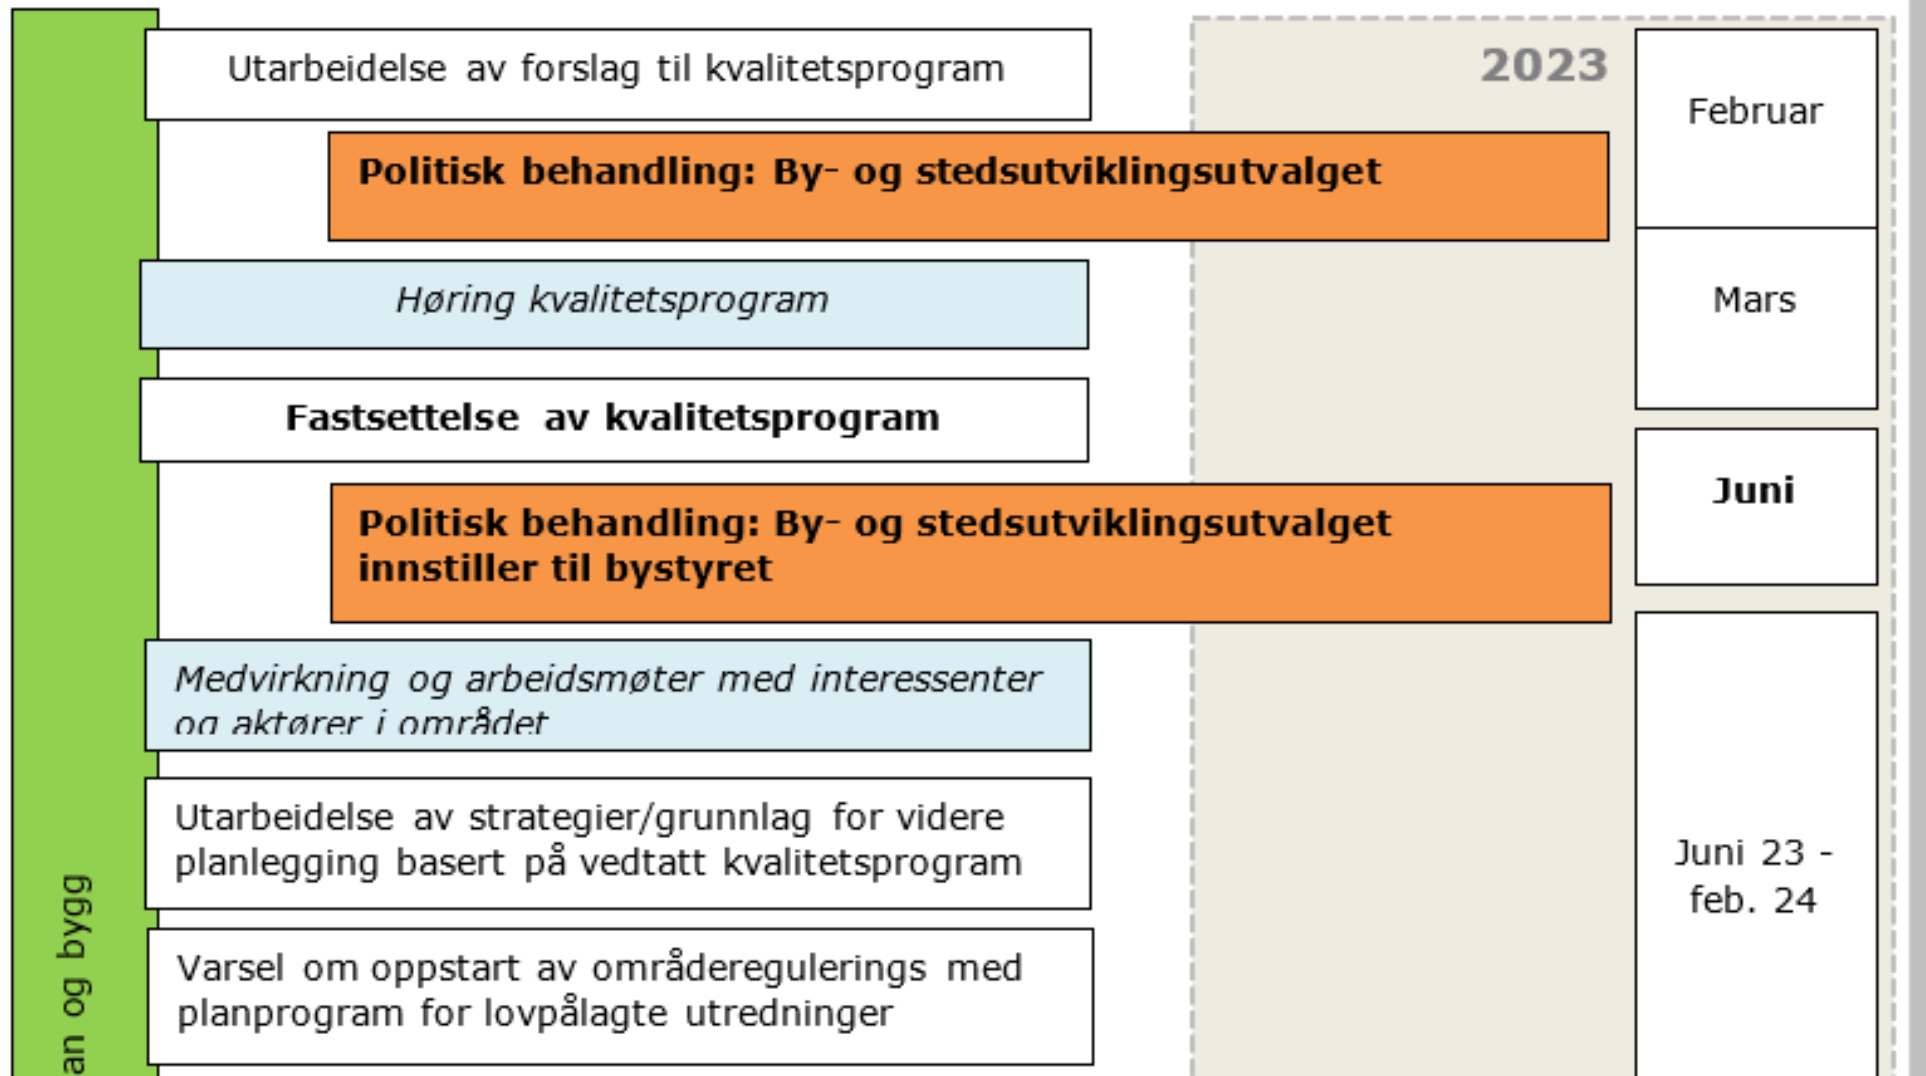 Utarbeidelse av forslag til kvalitetsprogram
2023
Februar
Politisk behandling: By- og stedsutviklingsutvalget
Høring kvalitetsprogram
Mars
Fastsettelse av kvalitetsprogram
Juni
Politisk behandling: By- og stedsutviklingsutvalget
innstiller til bystyret
Medvirkning og arbeidsmøter med interessenter
og aktører i området
Utarbeidelse av strategier/grunnlag for videre
planlegging basert på vedtatt kvalitetsprogram
Juni 23 -
feb. 24
Varsel om oppstart av områderegulerings med
planprogram for lovpålagte utredninger
an og bygg